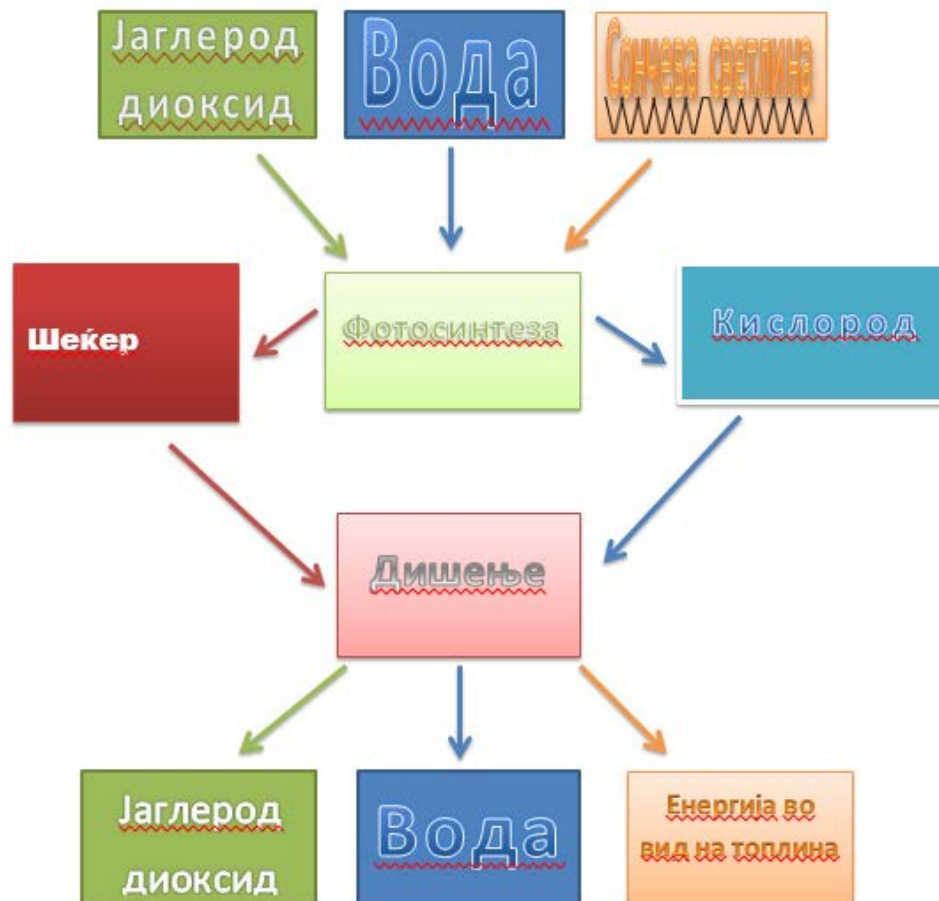 Јаглерод
диоксид
Вода
Сончева светлина
Шеќер
Фотосинтеза
Кислород
Дишење
Јаглерод
диоксид
Вода
Енергија во
вид на топлина